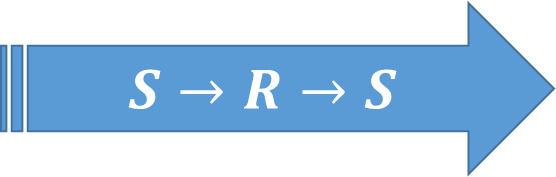 S → R → S